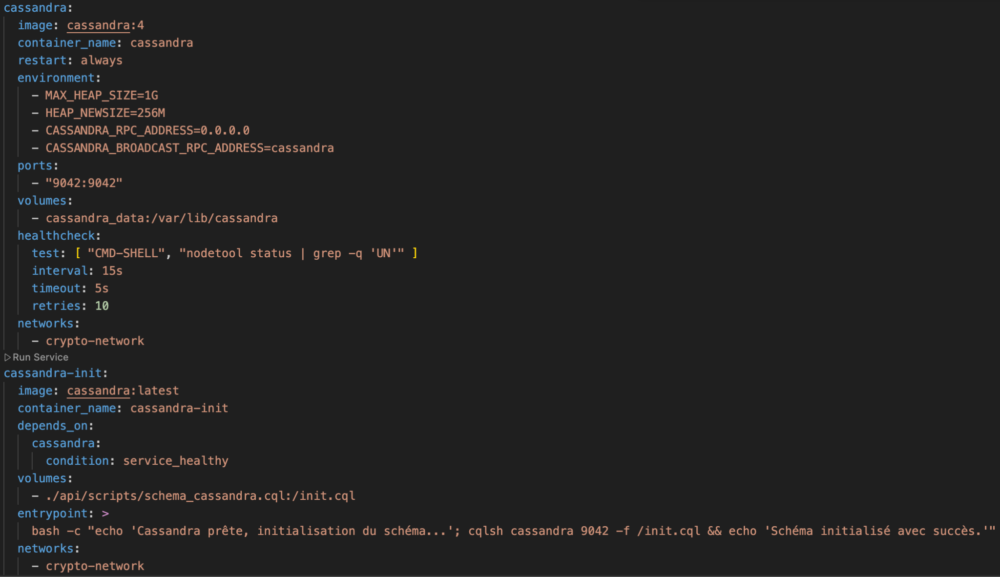 cassandra:
image: cassandra:4
container_name: cassandra
restart: always
environment:
- MAX_HEAP_SIZE=1G
- HEAP_NEWSIZE=256M
- CASSANDRA_RPC_ADDRESS=0.0.0.0
- CASSANDRA_BROADCAST_RPC_ADDRESS=cassandra
ports:
- "9042:9042"
volumes:
- cassandra_data:/var/lib/cassandra
healthcheck:
test: [ "CMD-SHELL", "nodetool status | grep -q 'UN'" ]
interval: 15s
timeout: 5s
retries: 10
networks:
- crypto-network
Run Service
cassandra-init:
image: cassandra:latest
container_name: cassandra-init
depends_on:
cassandra:
condition: service_healthy
volumes:
- ./api/scripts/schema_cassandra.cql:/init.cql
entrypoint: >
bash -c "echo 'Cassandra prête, initialisation du schéma...'; cqlsh cassandra 9042 -f /init.cql && echo 'Schéma initialisé avec succès.'"
networks:
- crypto-network